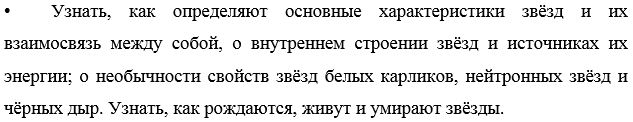 • Узнать, как определяют основные характеристики звёзд и их
взаимосвязь между собой, о внутреннем строении звёзд и источниках их
энергии; о необычности свойств звёзд белых карликов, нейтронных звёзд и
чёрных дыр. Узнать, как рождаются, живут и умирают звёзды.